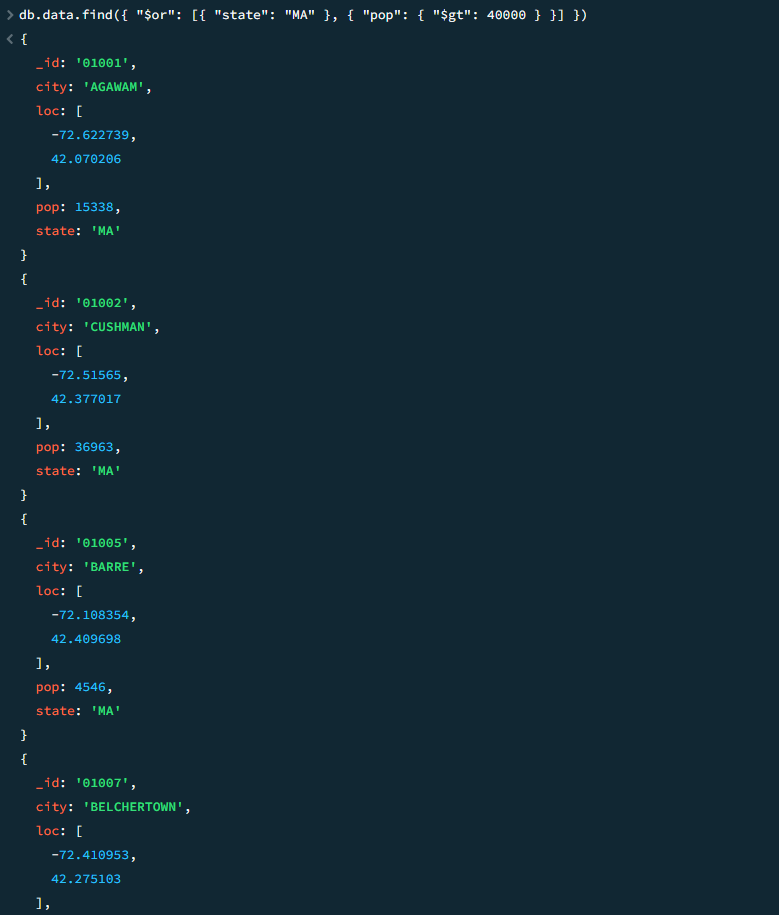 > db.data.find({ "$or": [{ "state": "MA" }, { "pop": { "$gt": 40000 } }] })
< {
    _id: '01001',
    city: 'AGAWAM',
    loc: [
      -72.622739,
      42.070206
    ],
    pop: 15338,
    state: 'MA'
  }
  {
    _id: '01002',
    city: 'CUSHMAN',
    loc: [
      -72.51565,
      42.377017
    ],
    pop: 36963,
    state: 'MA'
  }
  {
    _id: '01005',
    city: 'BARRE',
    loc: [
      -72.108354,
      42.409698
    ],
    pop: 4546,
    state: 'MA'
  }
  {
    _id: '01007',
    city: 'BELCHERTOWN',
    loc: [
      -72.410953,
      42.275103
    ],